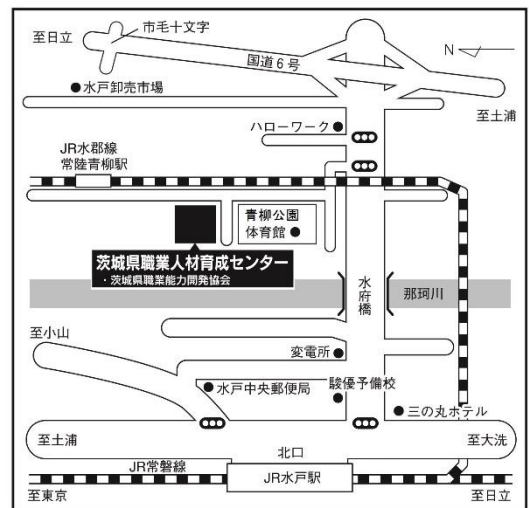 市毛十文字
至日立
国道6号
N
水戸卸売市場
至土浦
ハローワーク
JR水郡線
常陸青柳駅
青柳公園
体育館
茨城県職業人材育成センター
・茨城県職業能力開発協会
水府橋
那珂川
至小山
変電所
水戸中央郵便局
駿優予備校
三の丸ホテル
至土浦
北口
至大洗
JR常磐線
JR水戸駅
至東京
至日立